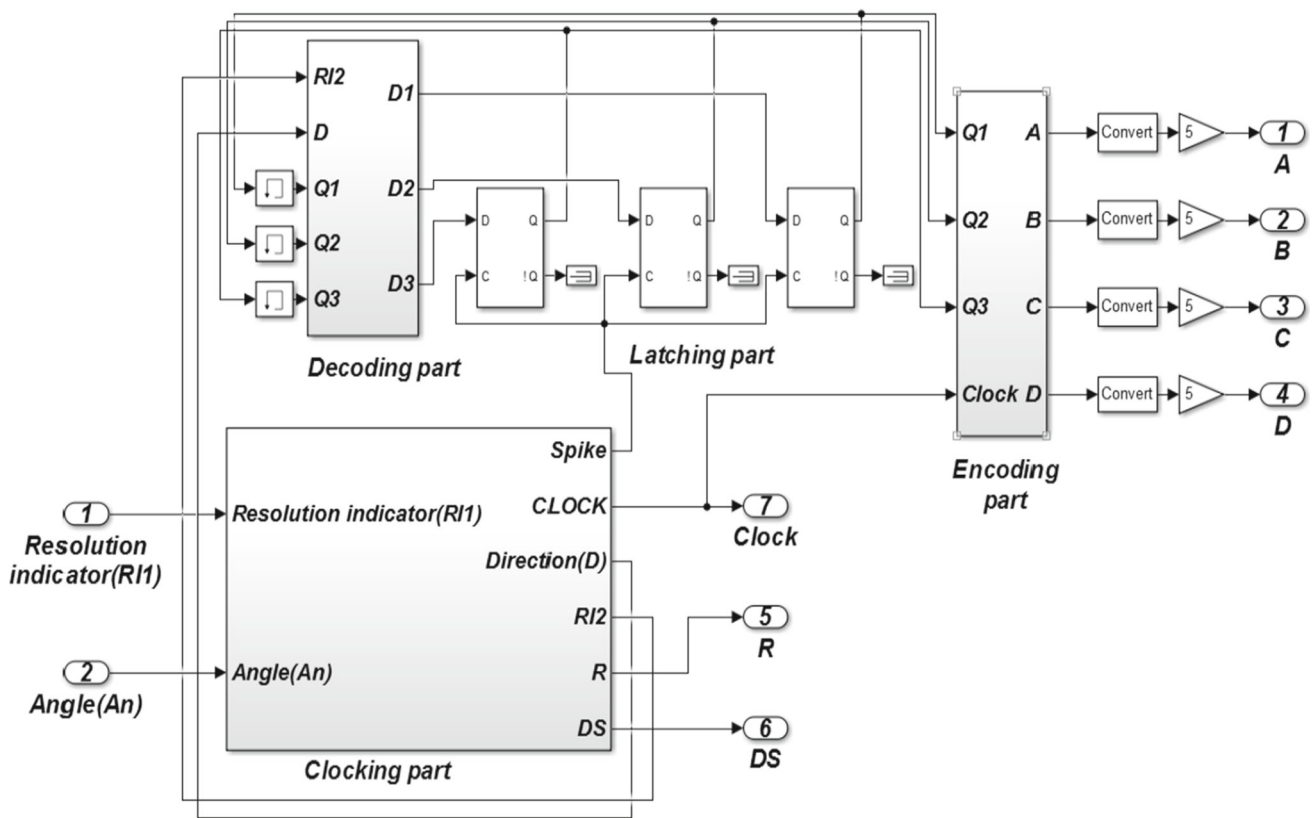 RI2
D
Q1
Q2
Q3
D1
D2
D3
Decoding part
D
C
Q
!Q
D
C
Q
!Q
D
C
Q
!Q
Latching part
Q1
Q2
Q3
Clock
A
B
C
D
Encoding
part
Convert
5
1
A
Convert
5
2
B
Convert
5
3
C
Convert
5
4
D
1
Resolution
indicator(RI1)
2
Angle(An)
Resolution indicator(RI1)
Angle(An)
Spike
CLOCK
Direction(D)
RI2
R
DS
Clocking part
7
Clock
5
R
6
DS